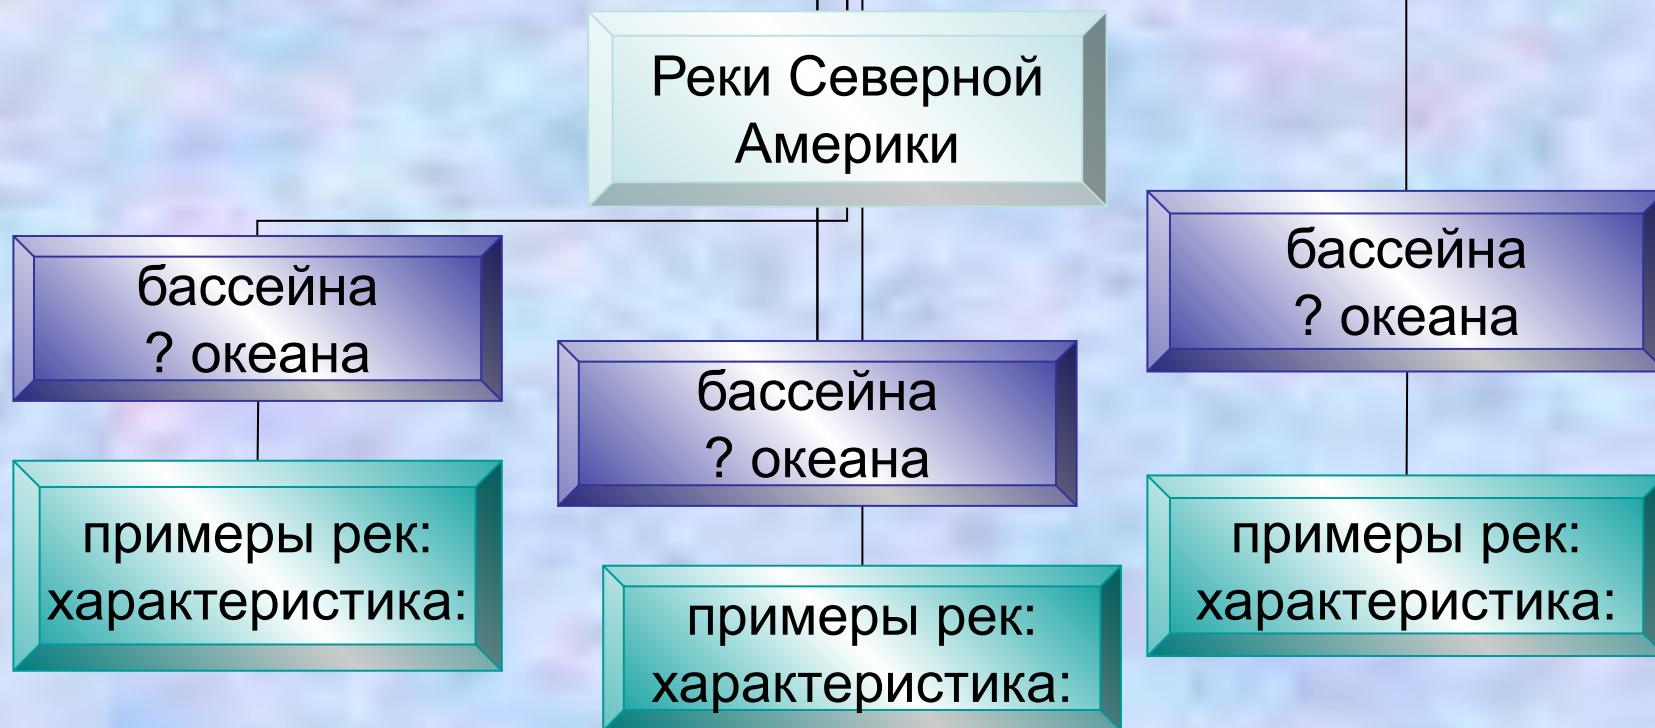 Реки Северной
Америки
бассейна
? океана
бассейна
? океана
бассейна
? океана
примеры рек:
характеристика:
примеры рек:
характеристика:
примеры рек:
характеристика: